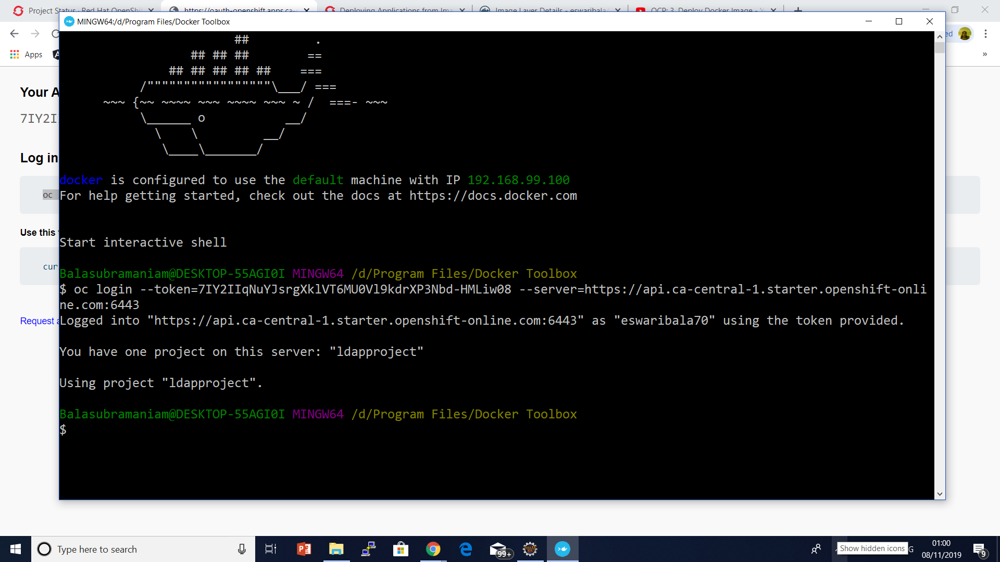 Project Status · Red Hat OpenShi
https://oauth-openshift.apps.ca-
Deploying Applications from Ima
Image Layer Details - eswaribala/
OCP: 3. Deploy Docker Image - Y
MINGW64:/d/Program Files/Docker Toolbox
ed
Apps
»
## .
## ## ## ==
## ## ## ## ## ===
/"""""""""""""""""\___/ ===
~~~ {~~ ~~~~ ~~~ ~~~~ ~~~ ~ / ===- ~~~
\______ o __/
\ \ __/
\____\_______/
Your A
7IY2I
Log in
docker is configured to use the default machine with IP 192.168.99.100
oc
For help getting started, check out the docs at https://docs.docker.com
Use this
Start interactive shell
cur
Balasubramaniam@DESKTOP-55AGI0I MINGW64 /d/Program Files/Docker Toolbox
$ oc login --token=7IY2IIqNuYJsrgXklVT6MU0Vl9kdrXP3Nbd-HMLiw08 --server=https://api.ca-central-1.starter.openshift-onli
ne.com:6443
Request a
Logged into "https://api.ca-central-1.starter.openshift-online.com:6443" as "eswaribala70" using the token provided.
You have one project on this server: "ldapproject"
Using project "ldapproject".
Balasubramaniam@DESKTOP-55AGI0I MINGW64 /d/Program Files/Docker Toolbox
$
Type here to search
99+
Show hidden icons
G
01:00
08/11/2019
9